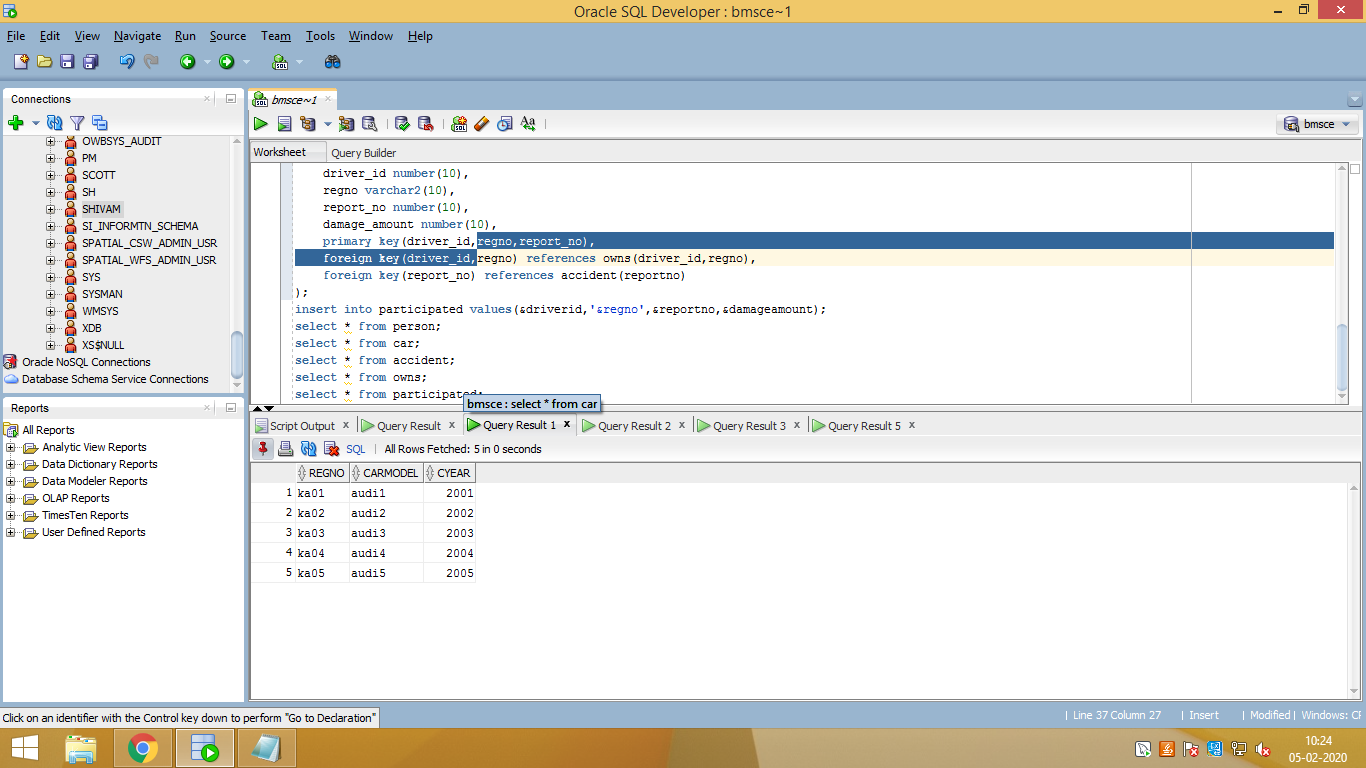 Oracle SQL Developer : bmsce~1
File Edit View Navigate Run Source Team Tools Window Help
Connections
OWBSYS_AUDIT
PM
SCOTT
SH
SHIVAM
SI_INFORMTN_SCHEMA
SPATIAL_CSW_ADMIN_USR
SPATIAL_WFS_ADMIN_USR
SYS
SYSMAN
WMSYS
XDB
XS$NULL
Oracle NoSQL Connections
Database Schema Service Connections
Reports
All Reports
Analytic View Reports
Data Dictionary Reports
Data Modeler Reports
OLAP Reports
TimesTen Reports
User Defined Reports
bmsce~1
bmsce
Worksheet Query Builder
driver_id number(10),
regno varchar2(10),
report_no number(10),
damage_amount number(10),
primary key(driver_id,regno,report_no),
foreign key(driver_id,regno) references owns(driver_id,regno),
foreign key(report_no) references accident(reportno)
);
insert into participated values(&driverid,'&regno',&reportno,&damageamount);
select * from person;
select * from car;
select * from accident;
select * from owns;
select * from participated;
bmsce : select * from car
Script Output Query Result Query Result 1 Query Result 2 Query Result 3 Query Result 5
SQL All Rows Fetched: 5 in 0 seconds
REGNO CARMODEL CYEAR
1 ka01 audi1 2001
2 ka02 audi2 2002
3 ka03 audi3 2003
4 ka04 audi4 2004
5 ka05 audi5 2005
Click on an identifier with the Control key down to perform "Go to Declaration"
Line 37 Column 27 Insert Modified Windows: CF
10:24
05-02-2020